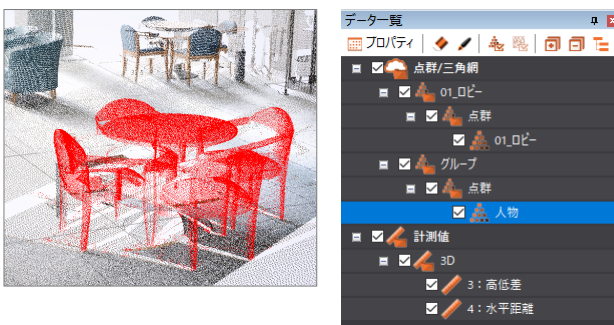 データ一覧
プロパティ
点群/三角網
01_ロビー
点群
01_ロビー
グループ
点群
人物
計測値
3D
3：高低差
4：水平距離